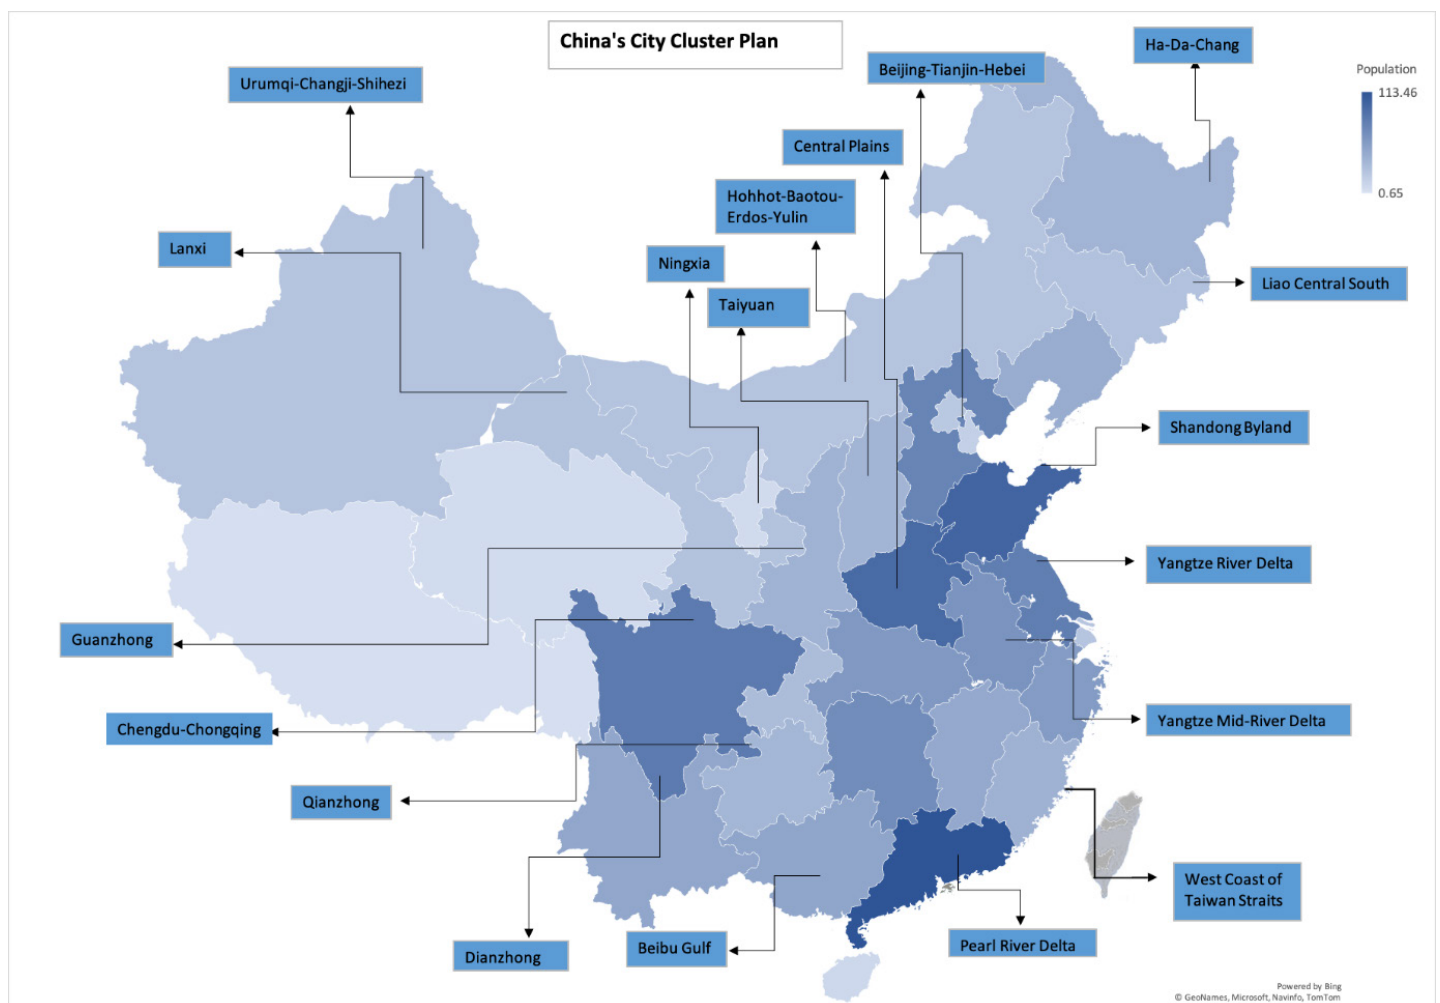 China's City Cluster Plan
Ha-Da-Chang
Beijing-Tianjin-Hebei
Urumqi-Changji-Shihezi
Population
113.46
0.65
Central Plains
Hohhot-Baotou-
Erdos-Yulin
Lanxi
Ningxia
Taiyuan
Liao Central South
Shandong Byland
Yangtze River Delta
Guanzhong
Chengdu-Chongqing
Yangtze Mid-River Delta
Qianzhong
West Coast of
Taiwan Straits
Dianzhong
Beibu Gulf
Pearl River Delta
Powered by Bing
© GeoNames, Microsoft, Navinfo, TomTom